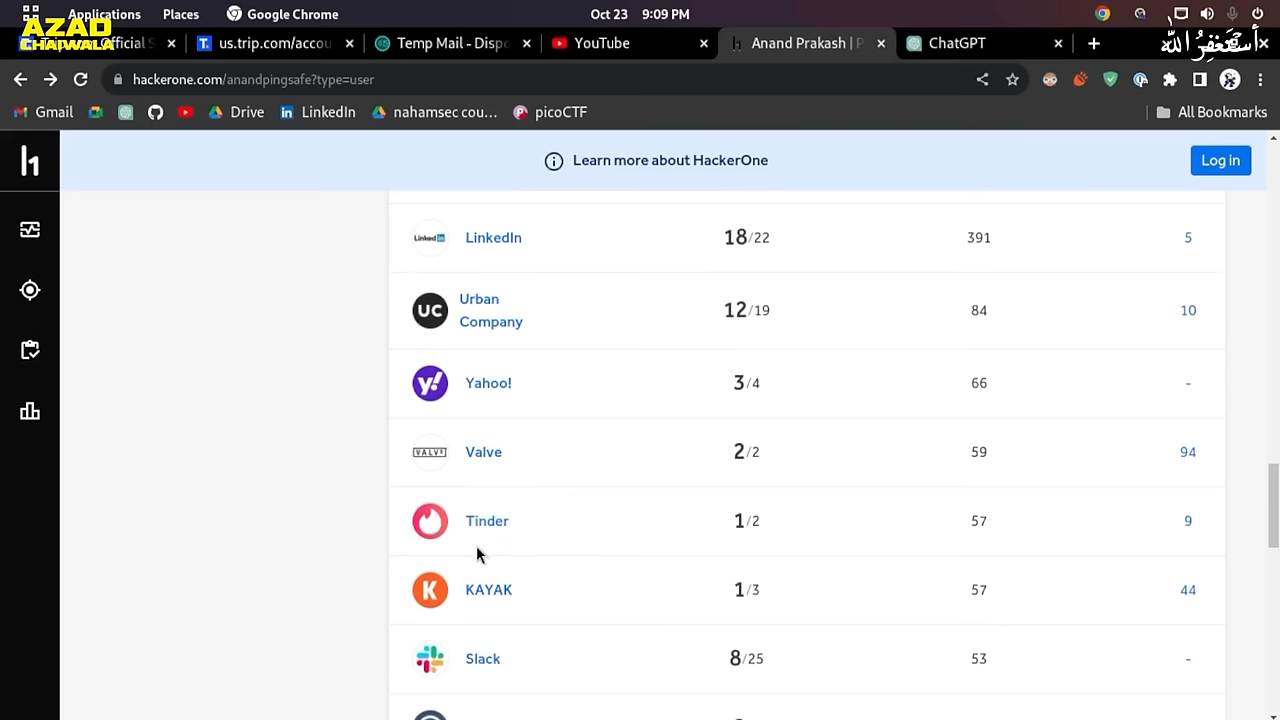 Applications Places Google Chrome Oct 23 9:09 PM
AZAD
CHAIWALA
أستغفر الله
Official S us.trip.com/accou Temp Mail - Dispo YouTube Anand Prakash | P ChatGPT
hackerone.com/anandpingsafe?type=user
Gmail Drive LinkedIn nahamsec cou... picoCTF All Bookmarks
Learn more about HackerOne Log in
LinkedIn LinkedIn 18/22 391 5
UC Urban Company 12/19 84 10
y! Yahoo! 3/4 66 -
VALVE Valve 2/2 59 94
Tinder 1/2 57 9
K KAYAK 1/3 57 44
Slack 8/25 53 -